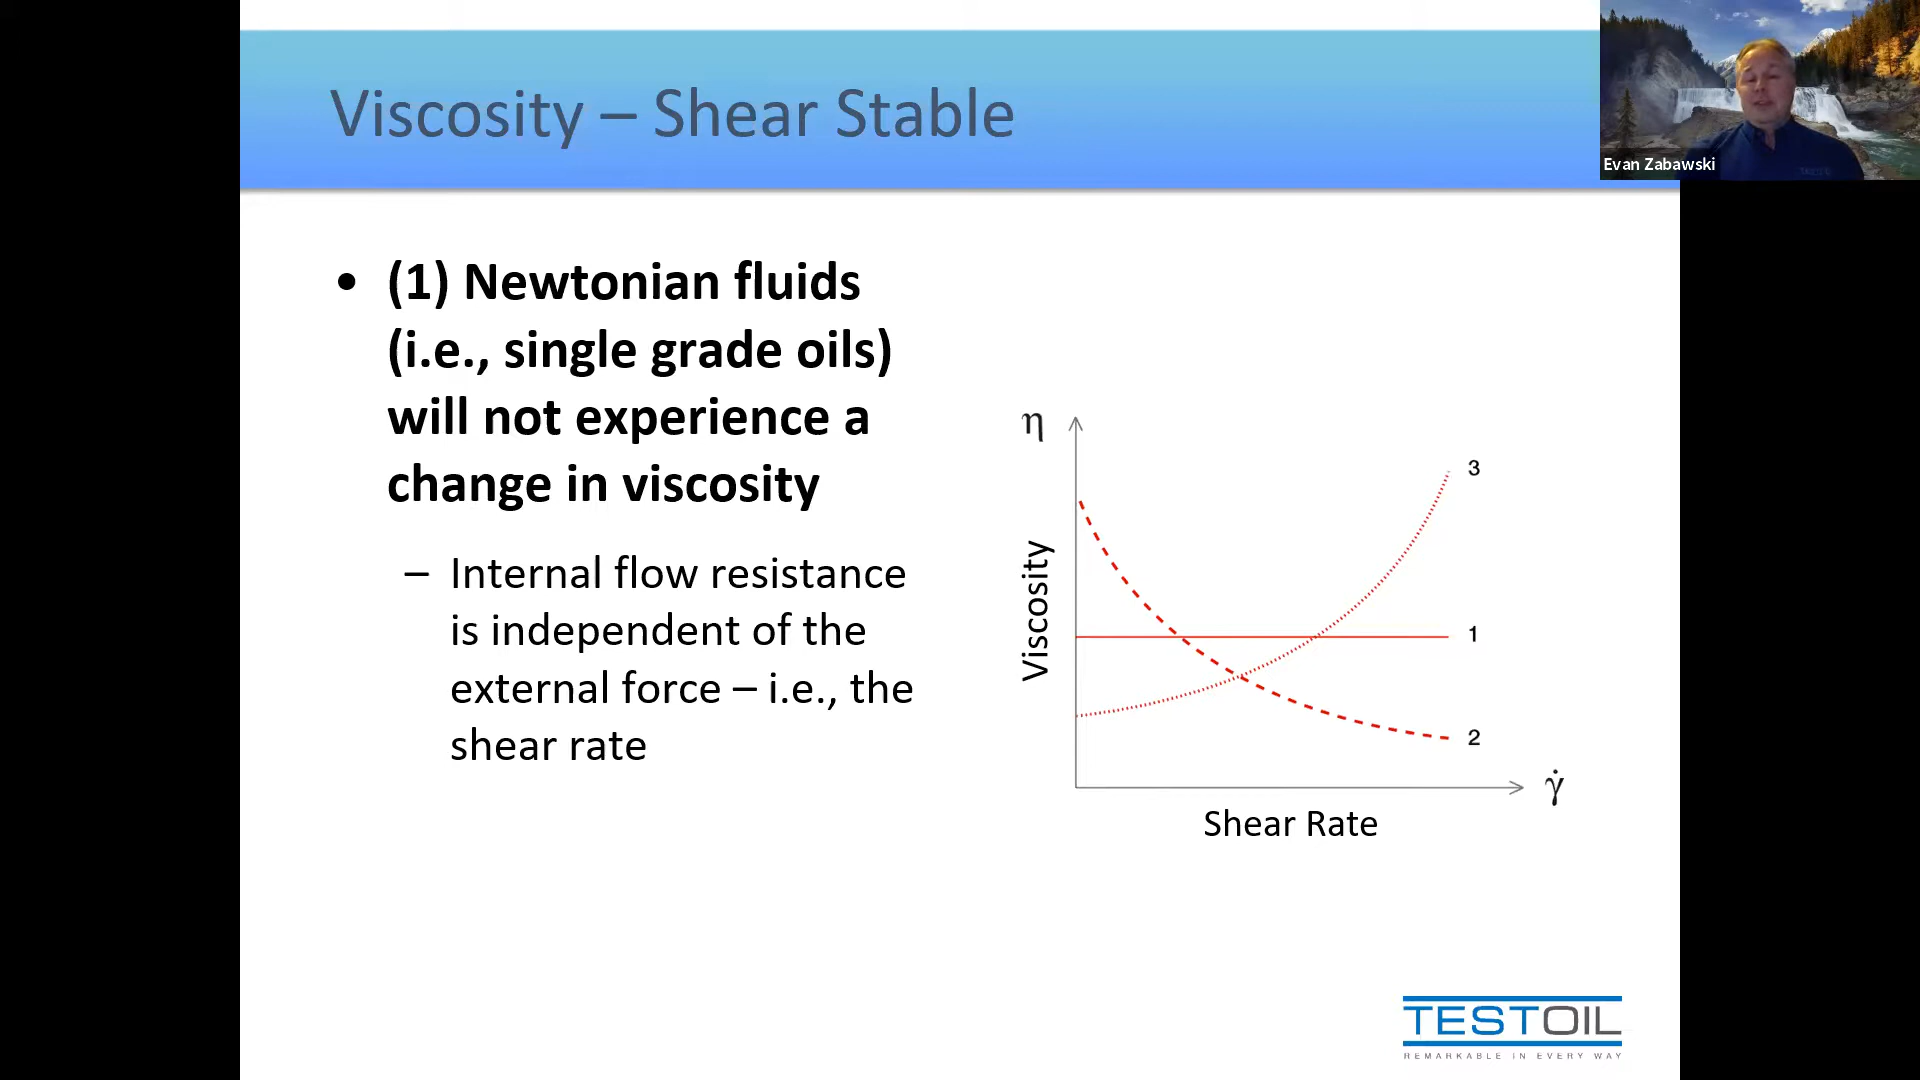 Viscosity – Shear Stable
Evan Zabawski
• (1) Newtonian fluids
(i.e., single grade oils)
will not experience a
change in viscosity
– Internal flow resistance
is independent of the
external force – i.e., the
shear rate
η
Viscosity
3
1
2
γ̇
Shear Rate
TESTOIL
REMARKABLE IN EVERY WAY